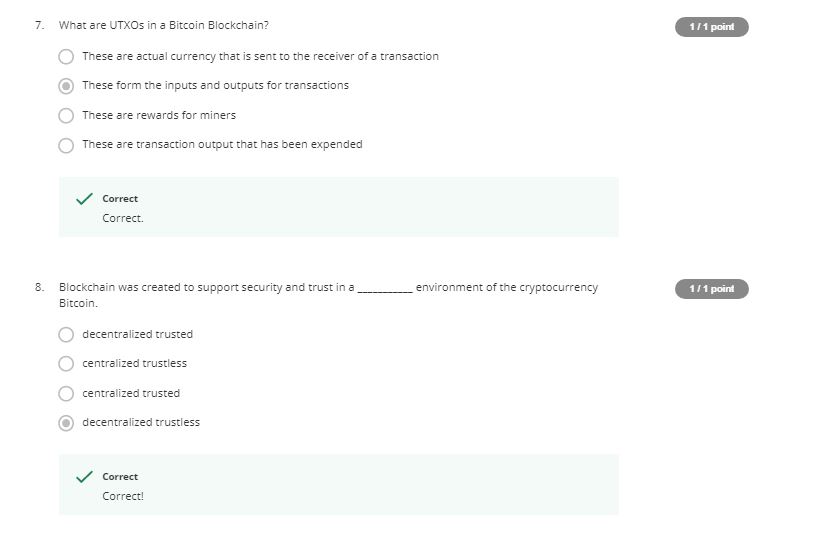 7. What are UTXOs in a Bitcoin Blockchain?
1 / 1 point
These are actual currency that is sent to the receiver of a transaction
These form the inputs and outputs for transactions
These are rewards for miners
These are transaction output that has been expended
Correct
Correct.
8. Blockchain was created to support security and trust in a ___________ environment of the cryptocurrency
Bitcoin.
1 / 1 point
decentralized trusted
centralized trustless
centralized trusted
decentralized trustless
Correct
Correct!